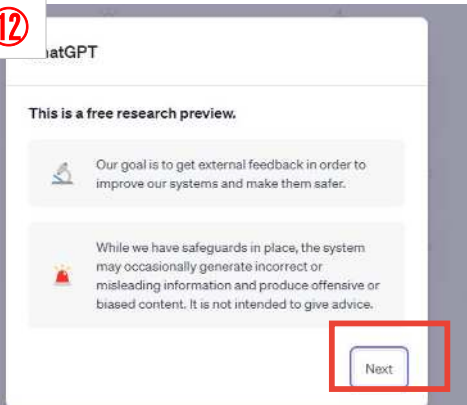 ⑫
hatGPT
This is a free research preview.
Our goal is to get external feedback in order to
improve our systems and make them safer.
While we have safeguards in place, the system
may occasionally generate incorrect or
misleading information and produce offensive or
biased content. It is not intended to give advice.
Next